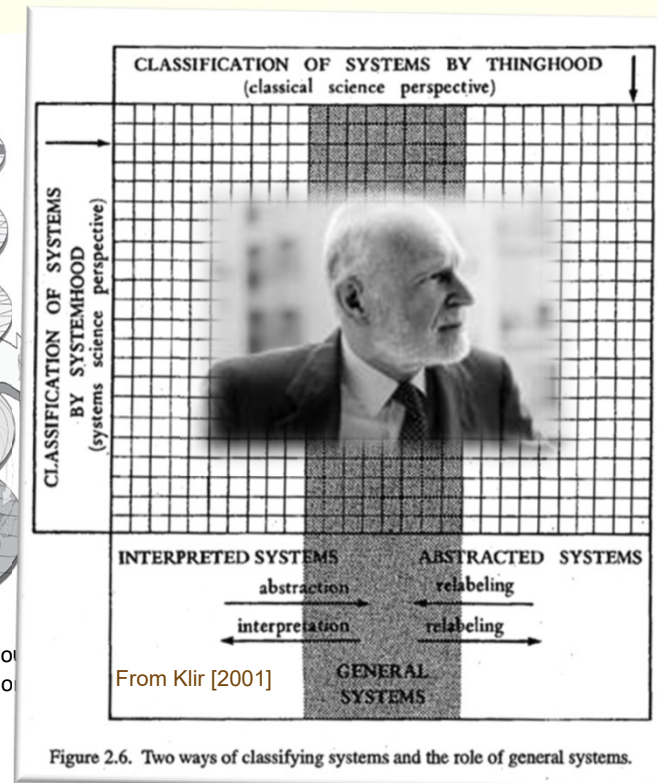 CLASSIFICATION OF SYSTEMS BY THINGHOOD
(classical science perspective)
CLASSIFICATION OF SYSTEMS
BY SYSTEMHOOD
(systems science perspective)
INTERPRETED SYSTEMS ABSTRACTED SYSTEMS
abstraction relabeling
interpretation relabeling
From Klir [2001]
GENERAL
SYSTEMS
Figure 2.6. Two ways of classifying systems and the role of general systems.